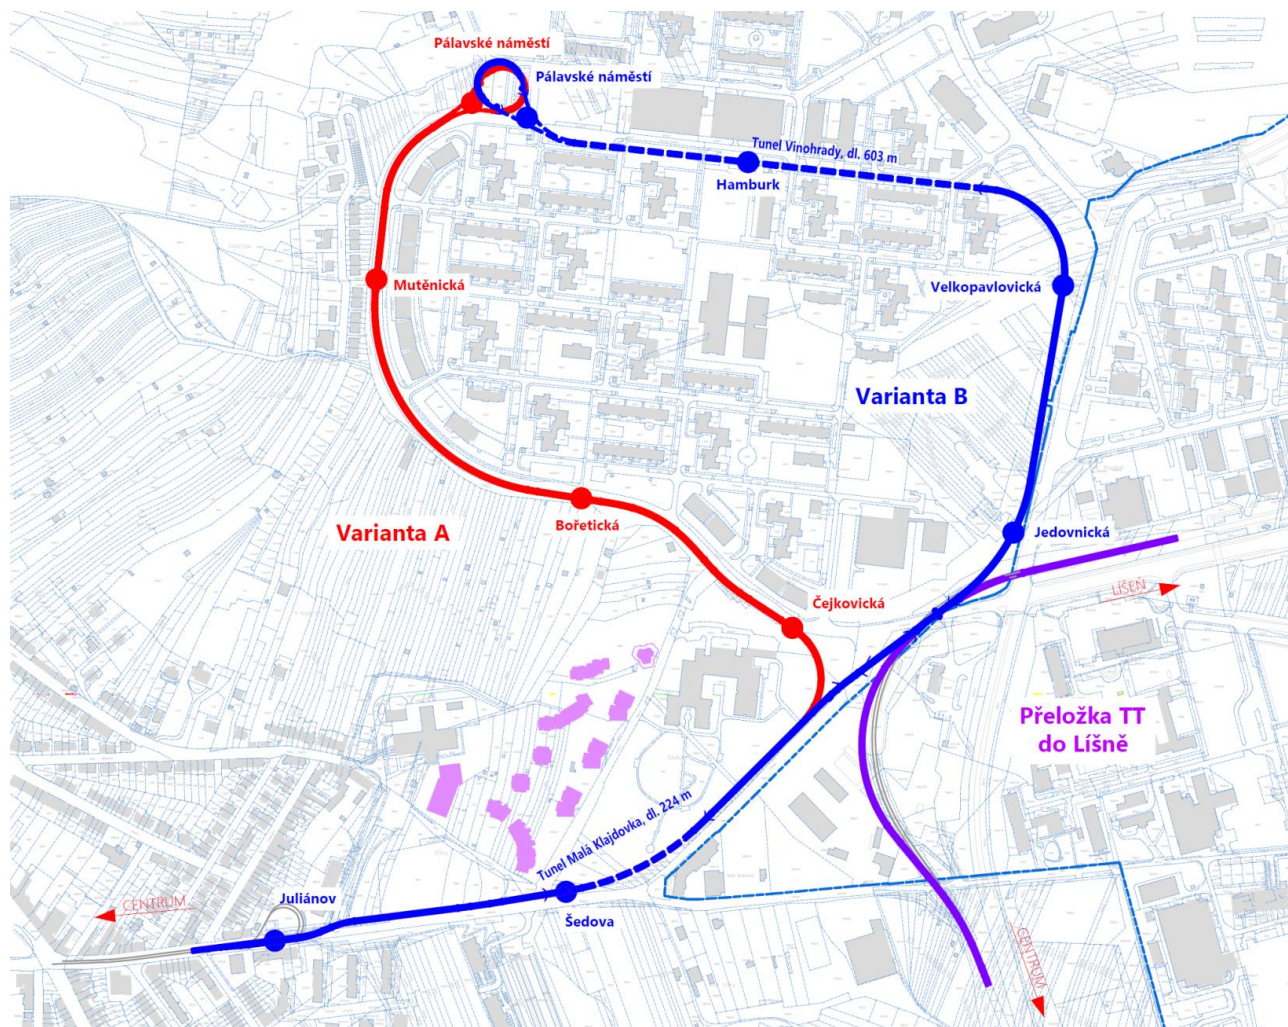 Pálavské náměstí
Pálavské náměstí
Tunel Vinohrady, dl. 603 m
Hamburk
Mutěnická
Velkopavlovická
Varianta B
Varianta A
Bořetická
Jedovnická
LÍŠEŇ
Čejkovická
Přeložka TT
do Líšně
Tunel Malá Klajdovka, dl. 224 m
Juliánov
CENTRUM
Šedova
CENTRUM